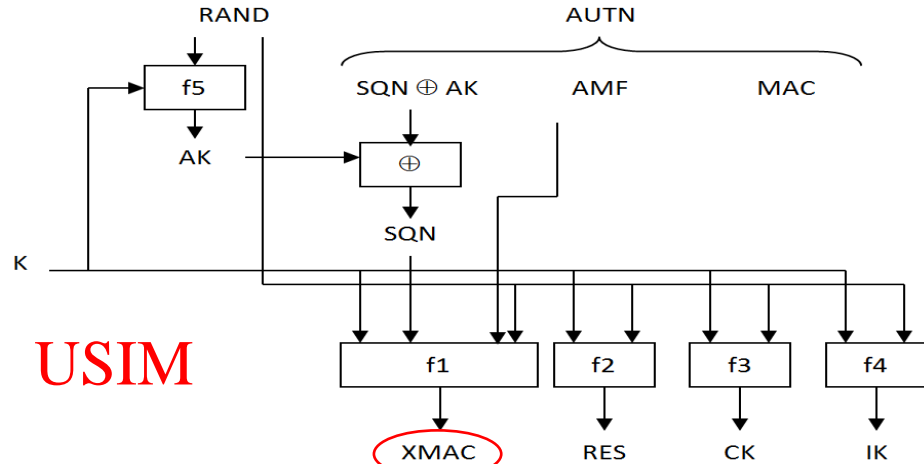 RAND AUTN
f5 SQN ⊕ AK AMF MAC
AK ⊕
SQN
K
USIM f1 f2 f3 f4
XMAC RES CK IK